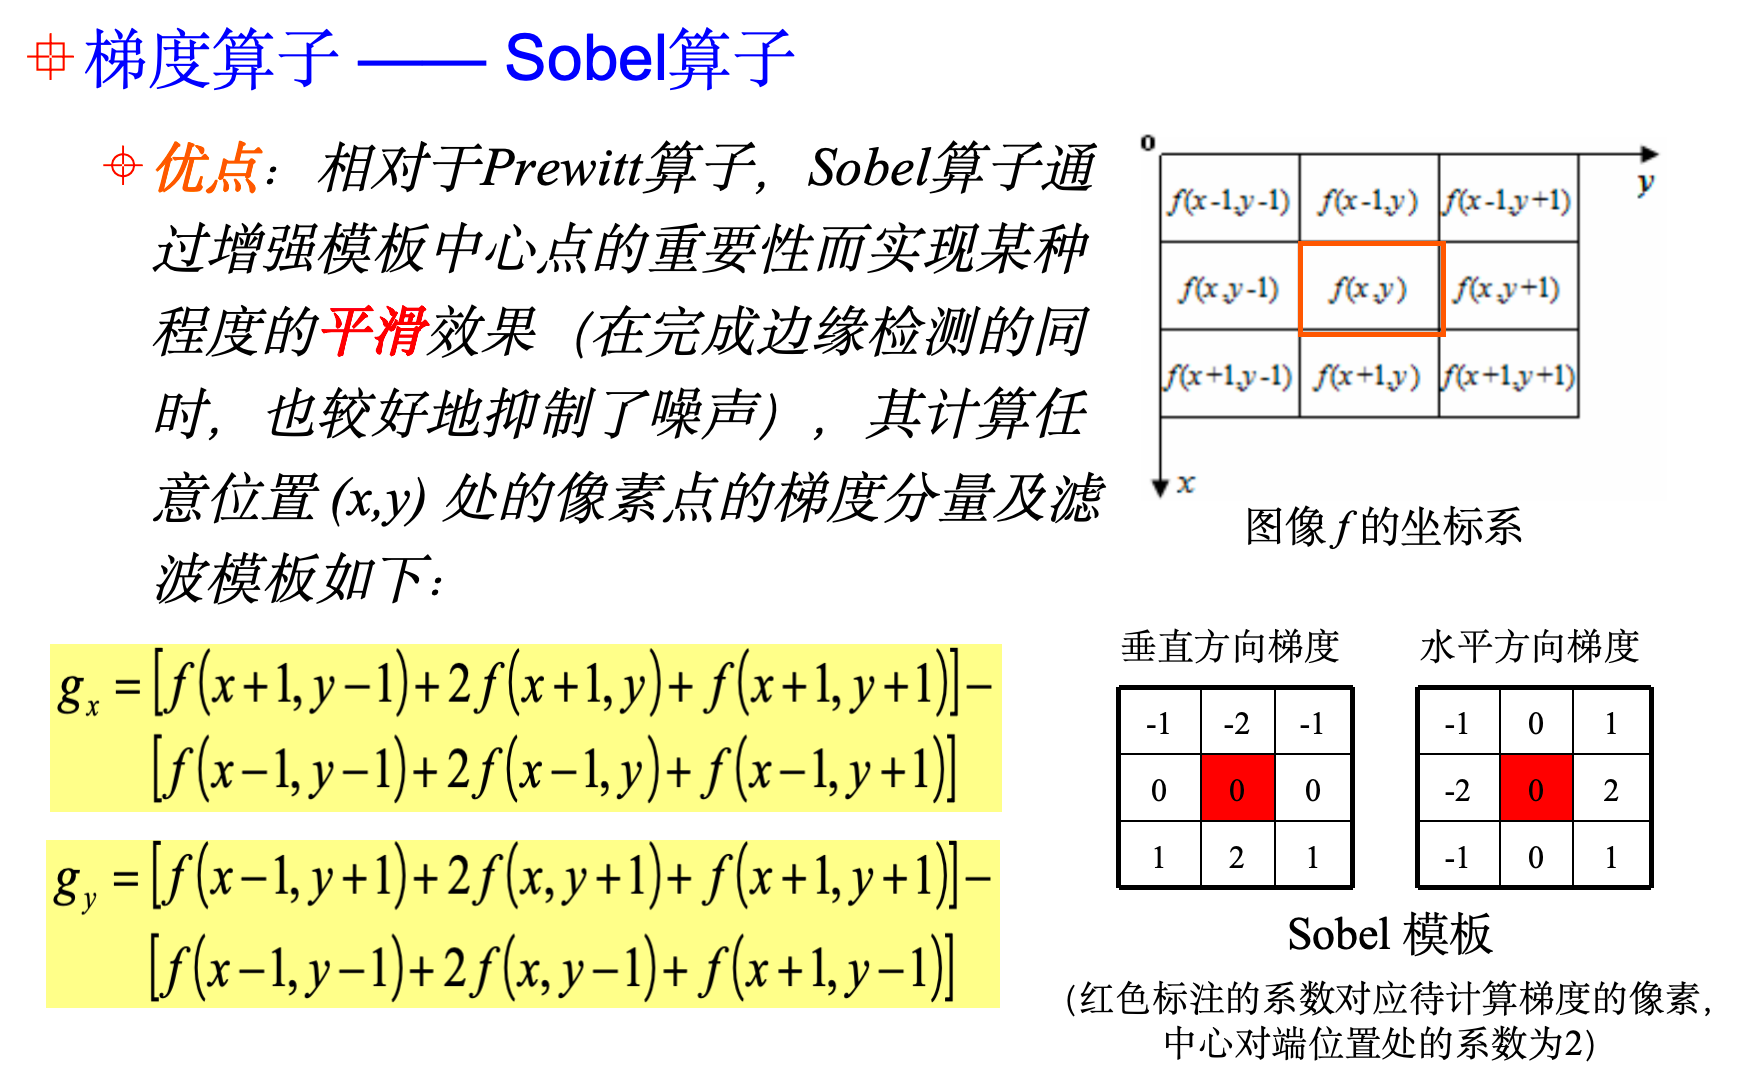 梯度算子 —— Sobel算子
优点：相对于Prewitt算子，Sobel算子通
过增强模板中心点的重要性而实现某种
程度的平滑效果（在完成边缘检测的同
时，也较好地抑制了噪声），其计算任
意位置 (x,y) 处的像素点的梯度分量及滤
波模板如下：
o
y
f(x-1,y-1) f(x-1,y) f(x-1,y+1)
f(x,y-1) f(x,y) f(x,y+1)
f(x+1,y-1) f(x+1,y) f(x+1,y+1)
x
图像 f 的坐标系
g_x = [f(x+1, y-1)+2f(x+1, y)+f(x+1, y+1)]-
[f(x-1, y-1)+2f(x-1, y)+f(x-1, y+1)]
g_y = [f(x-1, y+1)+2f(x, y+1)+f(x+1, y+1)]-
[f(x-1, y-1)+2f(x, y-1)+f(x+1, y-1)]
垂直方向梯度
-1 -2 -1
0 0 0
1 2 1
水平方向梯度
-1 0 1
-2 0 2
-1 0 1
Sobel 模板
（红色标注的系数对应待计算梯度的像素，
中心对端位置处的系数为2）